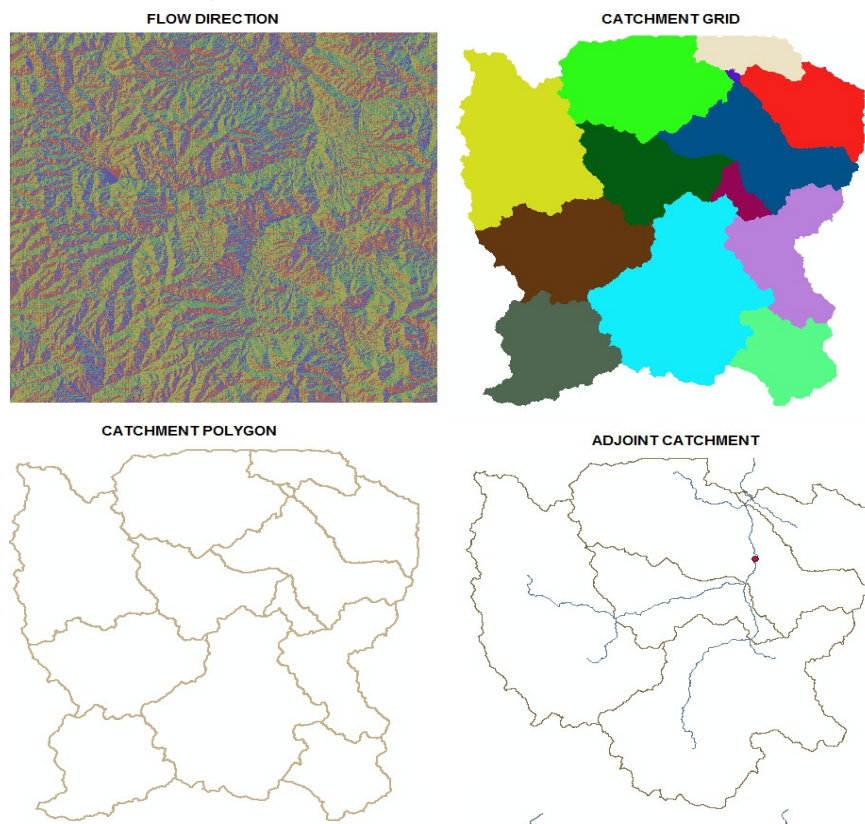 FLOW DIRECTION
CATCHMENT GRID
CATCHMENT POLYGON
ADJOINT CATCHMENT